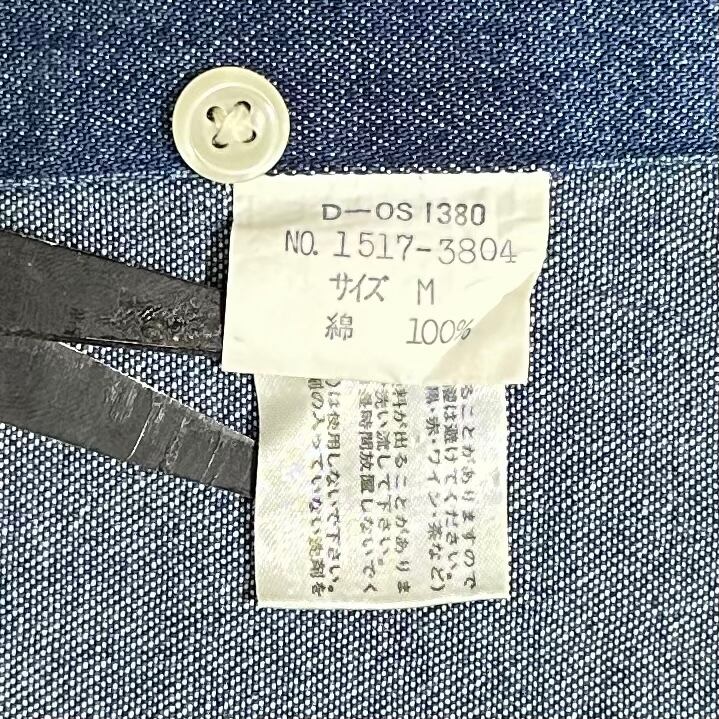 D—OS 1380
NO. 1517-3804
サイズ M
綿 100%
ることがありますので
は避けてください。
・赤・ワイン・茶など)
料が出ることがありま
洗い流して下さい。
長時間放置しないでく
)は使用しないで下さい。
の入っていない洗剤を